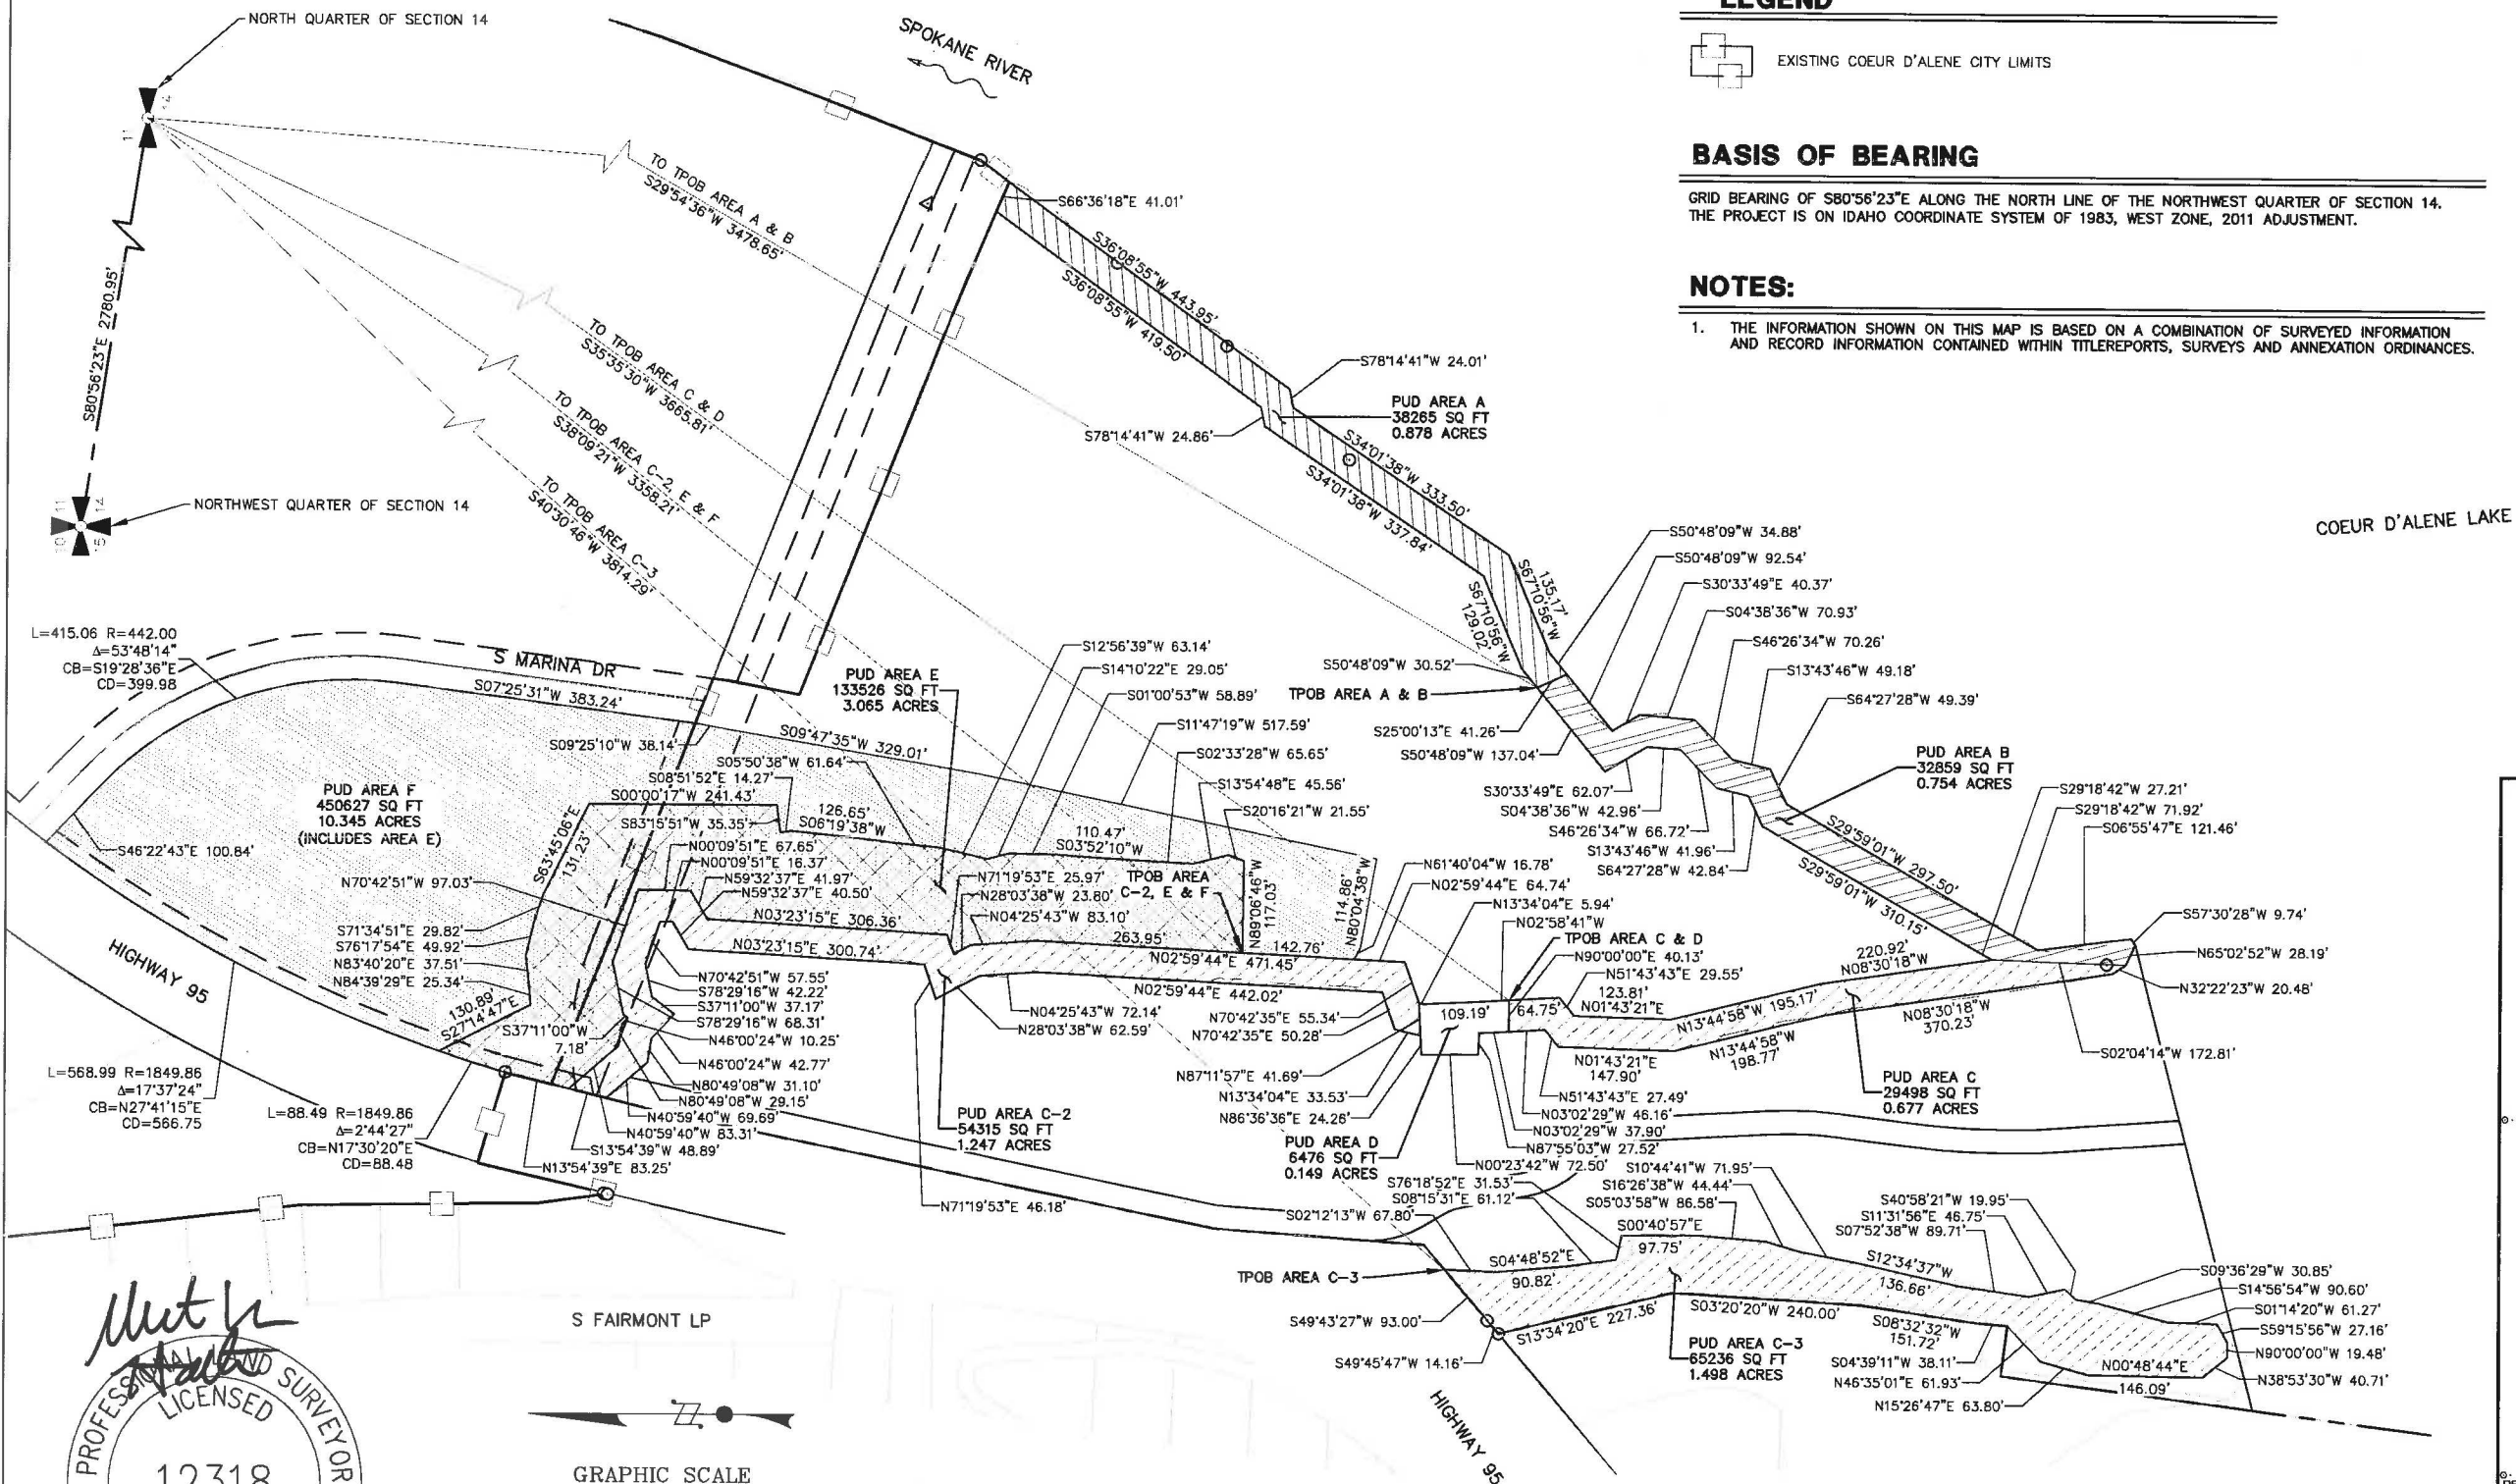 LEGEND
EXISTING COEUR D'ALENE CITY LIMITS
BASIS OF BEARING
GRID BEARING OF S80°56'23"E ALONG THE NORTH LINE OF THE NORTHWEST QUARTER OF SECTION 14.
THE PROJECT IS ON IDAHO COORDINATE SYSTEM OF 1983, WEST ZONE, 2011 ADJUSTMENT.
NOTES:
1. THE INFORMATION SHOWN ON THIS MAP IS BASED ON A COMBINATION OF SURVEYED INFORMATION
AND RECORD INFORMATION CONTAINED WITHIN TITLEREPORTS, SURVEYS AND ANNEXATION ORDINANCES.
NORTH QUARTER OF SECTION 14
SPOKANE RIVER
11
14
S80°56'23"E 2780.95'
10 11
15 14
NORTHWEST QUARTER OF SECTION 14
TO TPOB AREA A & B
S29°54'36"W 3478.65'
TO TPOB AREA C & D
S35°35'30"W 3665.81'
TO TPOB AREA C-2, E & F
S38°09'21"W 3358.21'
TO TPOB AREA C-3
S40°30'46"W 3814.29'
S66°36'18"E 41.01'
S36°08'55"W 443.95'
S36°08'55"W 419.50'
S78°14'41"W 24.01'
PUD AREA A
38265 SQ FT
0.878 ACRES
S78°14'41"W 24.86'
S34°01'38"W 333.50'
S34°01'38"W 337.84'
135.17'
S67°10'56"W
S67°10'56"W
129.02'
COEUR D'ALENE LAKE
S50°48'09"W 34.88'
S50°48'09"W 92.54'
S30°33'49"E 40.37'
S04°38'36"W 70.93'
S46°26'34"W 70.26'
S13°43'46"W 49.18'
S64°27'28"W 49.39'
S50°48'09"W 30.52'
TPOB AREA A & B
S25°00'13"E 41.26'
S50°48'09"W 137.04'
S30°33'49"E 62.07'
S04°38'36"W 42.96'
S46°26'34"W 66.72'
S13°43'46"W 41.96'
S64°27'28"W 42.84'
PUD AREA B
32859 SQ FT
0.754 ACRES
S29°59'01"W 297.50'
S29°59'01"W 310.15'
S29°18'42"W 27.21'
S29°18'42"W 71.92'
S06°55'47"E 121.46'
S57°30'28"W 9.74'
N65°02'52"W 28.19'
N32°22'23"W 20.48'
S02°04'14"W 172.81'
L=415.06 R=442.00
Δ=53°48'14"
CB=S19°28'36"E
CD=399.98
S MARINA DR
S07°25'31"W 383.24'
PUD AREA E
133526 SQ FT
3.065 ACRES
S09°25'10"W 38.14'
S09°47'35"W 329.01'
S12°56'39"W 63.14'
S14°10'22"E 29.05'
S01°00'53"W 58.89'
S11°47'19"W 517.59'
S02°33'28"W 65.65'
S13°54'48"E 45.56'
S20°16'21"W 21.55'
S05°50'38"W 61.64'
S08°51'52"E 14.27'
S00°00'17"W 241.43'
126.65'
S06°19'38"W
S83°15'51"W 35.35'
110.47'
S03°52'10"W
PUD AREA F
450627 SQ FT
10.345 ACRES
(INCLUDES AREA E)
S46°22'43"E 100.84'
S63°45'06"E
131.23'
N00°09'51"E 67.65'
N00°09'51"E 16.37'
N59°32'37"E 41.97'
N59°32'37"E 40.50'
N70°42'51"W 97.03'
N71°19'53"E 25.97'
N28°03'38"W 23.80'
N04°25'43"W 83.10'
TPOB AREA
C-2, E & F
N89°06'46"W
117.03'
114.86'
N80°04'38"W
N03°23'15"E 306.36'
N03°23'15"E 300.74'
263.95'
142.76'
N02°59'44"E 471.45'
N02°59'44"E 442.02'
N61°40'04"W 16.78'
N02°59'44"E 64.74'
N13°34'04"E 5.94'
N02°58'41"W
TPOB AREA C & D
N90°00'00"E 40.13'
N51°43'43"E 29.55'
123.81'
N01°43'21"E
N13°44'58"W 195.17'
220.92'
N08°30'18"W
N08°30'18"W
370.23'
N13°44'58"W
198.77'
109.19'
64.75'
N01°43'21"E
147.90'
PUD AREA C
29498 SQ FT
0.677 ACRES
S71°34'51"E 29.82'
S76°17'54"E 49.92'
N83°40'20"E 37.51'
N84°39'29"E 25.34'
130.89'
S27°14'47"E
S37°11'00"W
7.18'
N70°42'51"W 57.55'
S78°29'16"W 42.22'
S37°11'00"W 37.17'
S78°29'16"W 68.31'
N46°00'24"W 10.25'
N46°00'24"W 42.77'
N80°49'08"W 31.10'
N80°49'08"W 29.15'
N40°59'40"W 69.69'
N40°59'40"W 83.31'
S13°54'39"W 48.89'
N13°54'39"E 83.25'
N04°25'43"W 72.14'
N28°03'38"W 62.59'
N70°42'35"E 55.34'
N70°42'35"E 50.28'
N87°11'57"E 41.69'
N13°34'04"E 33.53'
N86°36'36"E 24.26'
N51°43'43"E 27.49'
N03°02'29"W 46.16'
N03°02'29"W 37.90'
N87°55'03"W 27.52'
N00°23'42"W 72.50'
HIGHWAY 95
L=568.99 R=1849.86
Δ=17°37'24"
CB=N27°41'15"E
CD=566.75
L=88.49 R=1849.86
Δ=2°44'27"
CB=N17°30'20"E
CD=88.48
PUD AREA C-2
54315 SQ FT
1.247 ACRES
N71°19'53"E 46.18'
PUD AREA D
6476 SQ FT
0.149 ACRES
S76°18'52"E 31.53'
S08°15'31"E 61.12'
S02°12'13"W 67.80'
S10°44'41"W 71.95'
S16°26'38"W 44.44'
S05°03'58"W 86.58'
S00°40'57"E
97.75'
S04°48'52"E
90.82'
TPOB AREA C-3
S40°58'21"W 19.95'
S11°31'56"E 46.75'
S07°52'38"W 89.71'
S12°34'37"W
136.66'
S09°36'29"W 30.85'
S14°56'54"W 90.60'
S01°14'20"W 61.27'
S59°15'56"W 27.16'
N90°00'00"W 19.48'
N38°53'30"W 40.71'
S49°43'27"W 93.00'
S49°45'47"W 14.16'
S13°34'20"E 227.36'
S03°20'20"W 240.00'
S08°32'32"W
151.72'
PUD AREA C-3
65236 SQ FT
1.498 ACRES
S04°39'11"W 38.11'
N46°35'01"E 61.93'
N15°26'47"E 63.80'
N00°48'44"E
146.09'
HIGHWAY 95
S FAIRMONT LP
GRAPHIC SCALE
PROFESSIONAL LAND SURVEYOR
LICENSED
12318